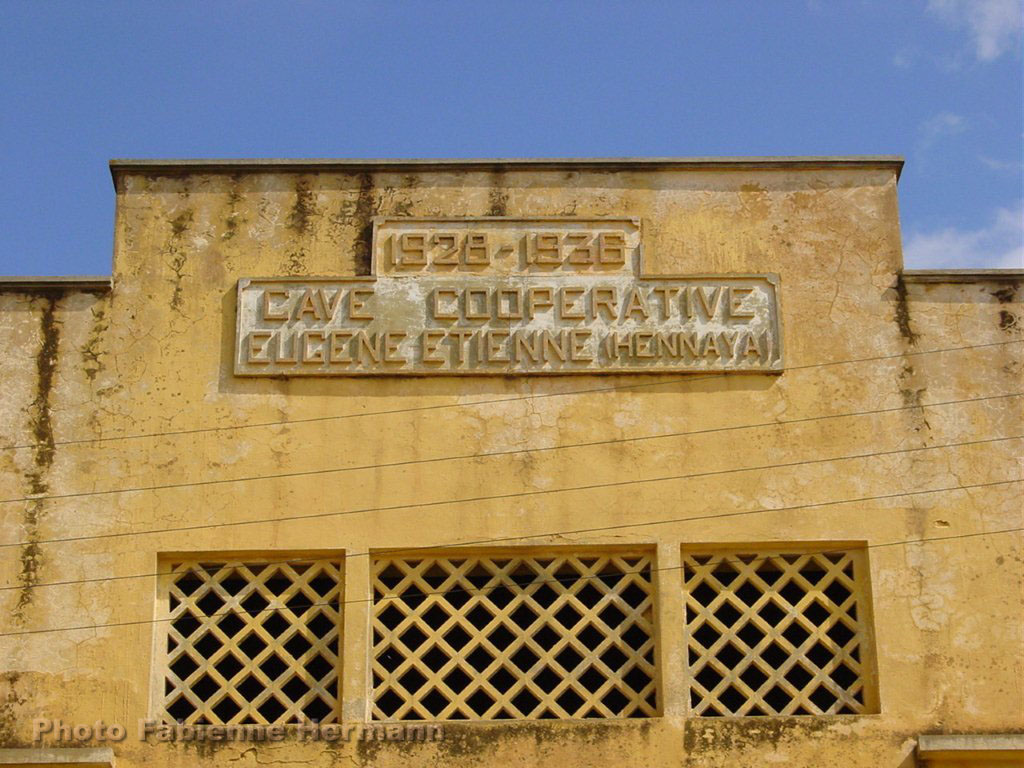 1928-1936
CAVE COOPERATIVE
EUGENE ETIENNE (HENNAYA)
Photo Fabienne Hermann